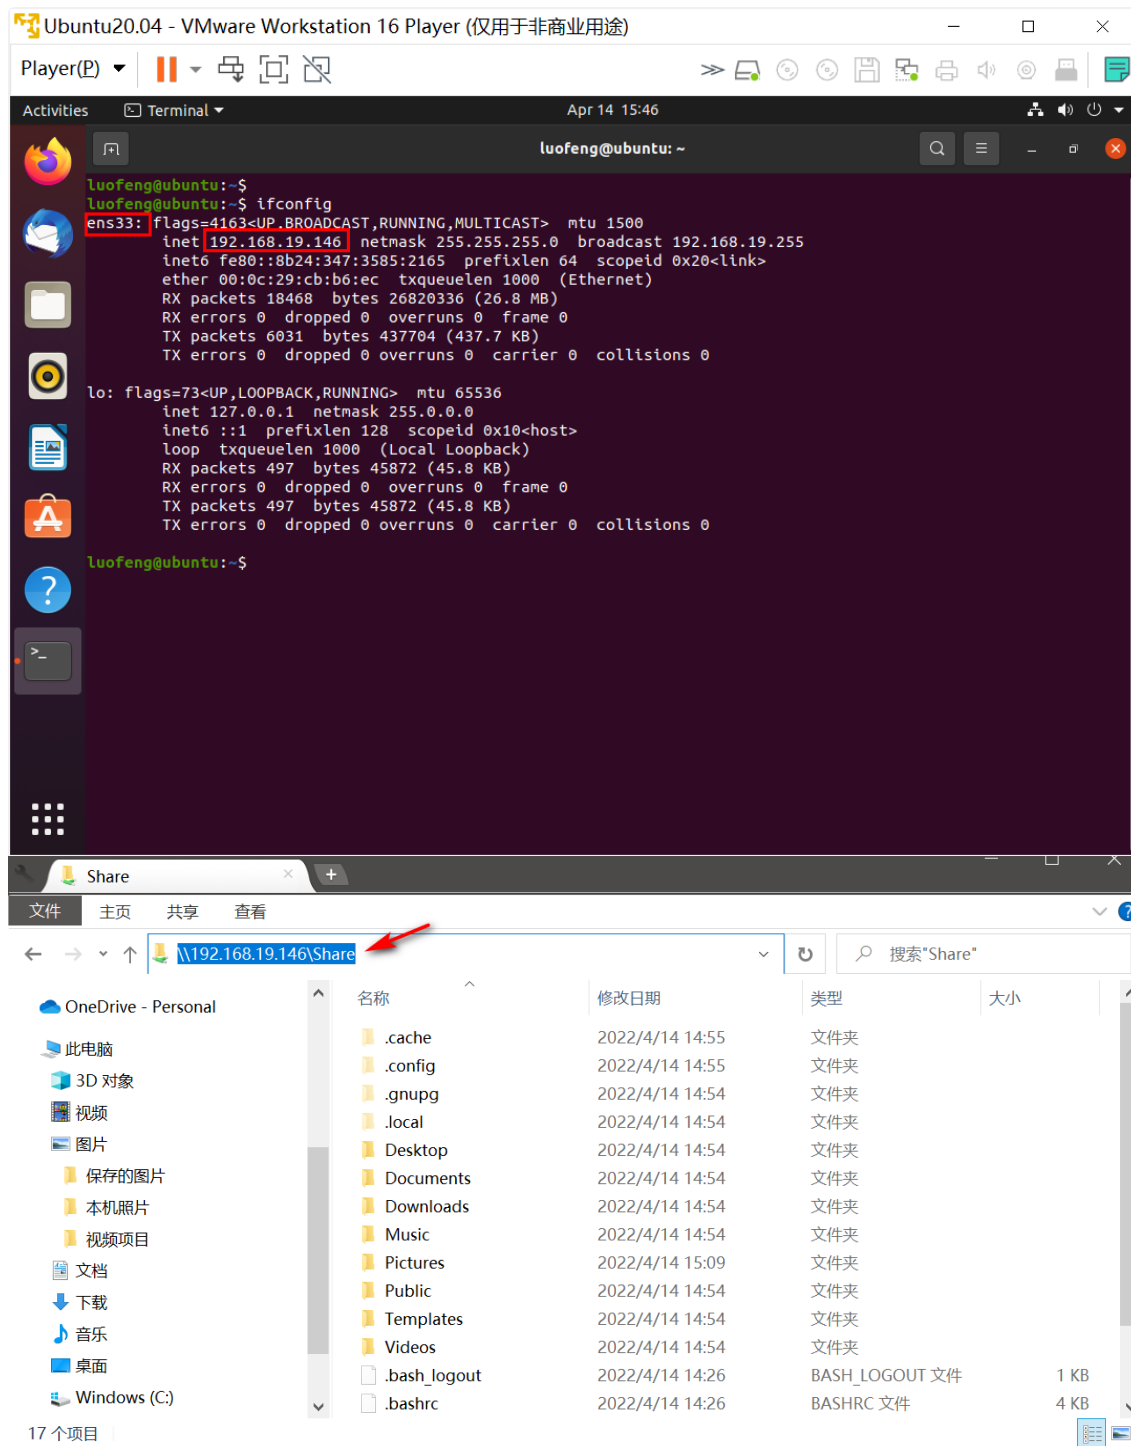 Ubuntu20.04 - VMware Workstation 16 Player (仅用于非商业用途)
Player(P)
Activities Terminal Apr 14 15:46
luofeng@ubuntu: ~
luofeng@ubuntu:~$
luofeng@ubuntu:~$ ifconfig
ens33: flags=4163<UP,BROADCAST,RUNNING,MULTICAST> mtu 1500
inet 192.168.19.146 netmask 255.255.255.0 broadcast 192.168.19.255
inet6 fe80::8b24:347:3585:2165 prefixlen 64 scopeid 0x20<link>
ether 00:0c:29:cb:b6:ec txqueuelen 1000 (Ethernet)
RX packets 18468 bytes 26820336 (26.8 MB)
RX errors 0 dropped 0 overruns 0 frame 0
TX packets 6031 bytes 437704 (437.7 KB)
TX errors 0 dropped 0 overruns 0 carrier 0 collisions 0
lo: flags=73<UP,LOOPBACK,RUNNING> mtu 65536
inet 127.0.0.1 netmask 255.0.0.0
inet6 ::1 prefixlen 128 scopeid 0x10<host>
loop txqueuelen 1000 (Local Loopback)
RX packets 497 bytes 45872 (45.8 KB)
RX errors 0 dropped 0 overruns 0 frame 0
TX packets 497 bytes 45872 (45.8 KB)
TX errors 0 dropped 0 overruns 0 carrier 0 collisions 0
luofeng@ubuntu:~$
Share
文件 主页 共享 查看
\\192.168.19.146\Share 搜索"Share"
OneDrive - Personal
此电脑
3D 对象
视频
图片
保存的图片
本机照片
视频项目
文档
下载
音乐
桌面
Windows (C:)
名称 修改日期 类型 大小
.cache 2022/4/14 14:55 文件夹
.config 2022/4/14 14:55 文件夹
.gnupg 2022/4/14 14:54 文件夹
.local 2022/4/14 14:54 文件夹
Desktop 2022/4/14 14:54 文件夹
Documents 2022/4/14 14:54 文件夹
Downloads 2022/4/14 14:54 文件夹
Music 2022/4/14 14:54 文件夹
Pictures 2022/4/14 15:09 文件夹
Public 2022/4/14 14:54 文件夹
Templates 2022/4/14 14:54 文件夹
Videos 2022/4/14 14:54 文件夹
.bash_logout 2022/4/14 14:26 BASH_LOGOUT 文件 1 KB
.bashrc 2022/4/14 14:26 BASHRC 文件 4 KB
17 个项目